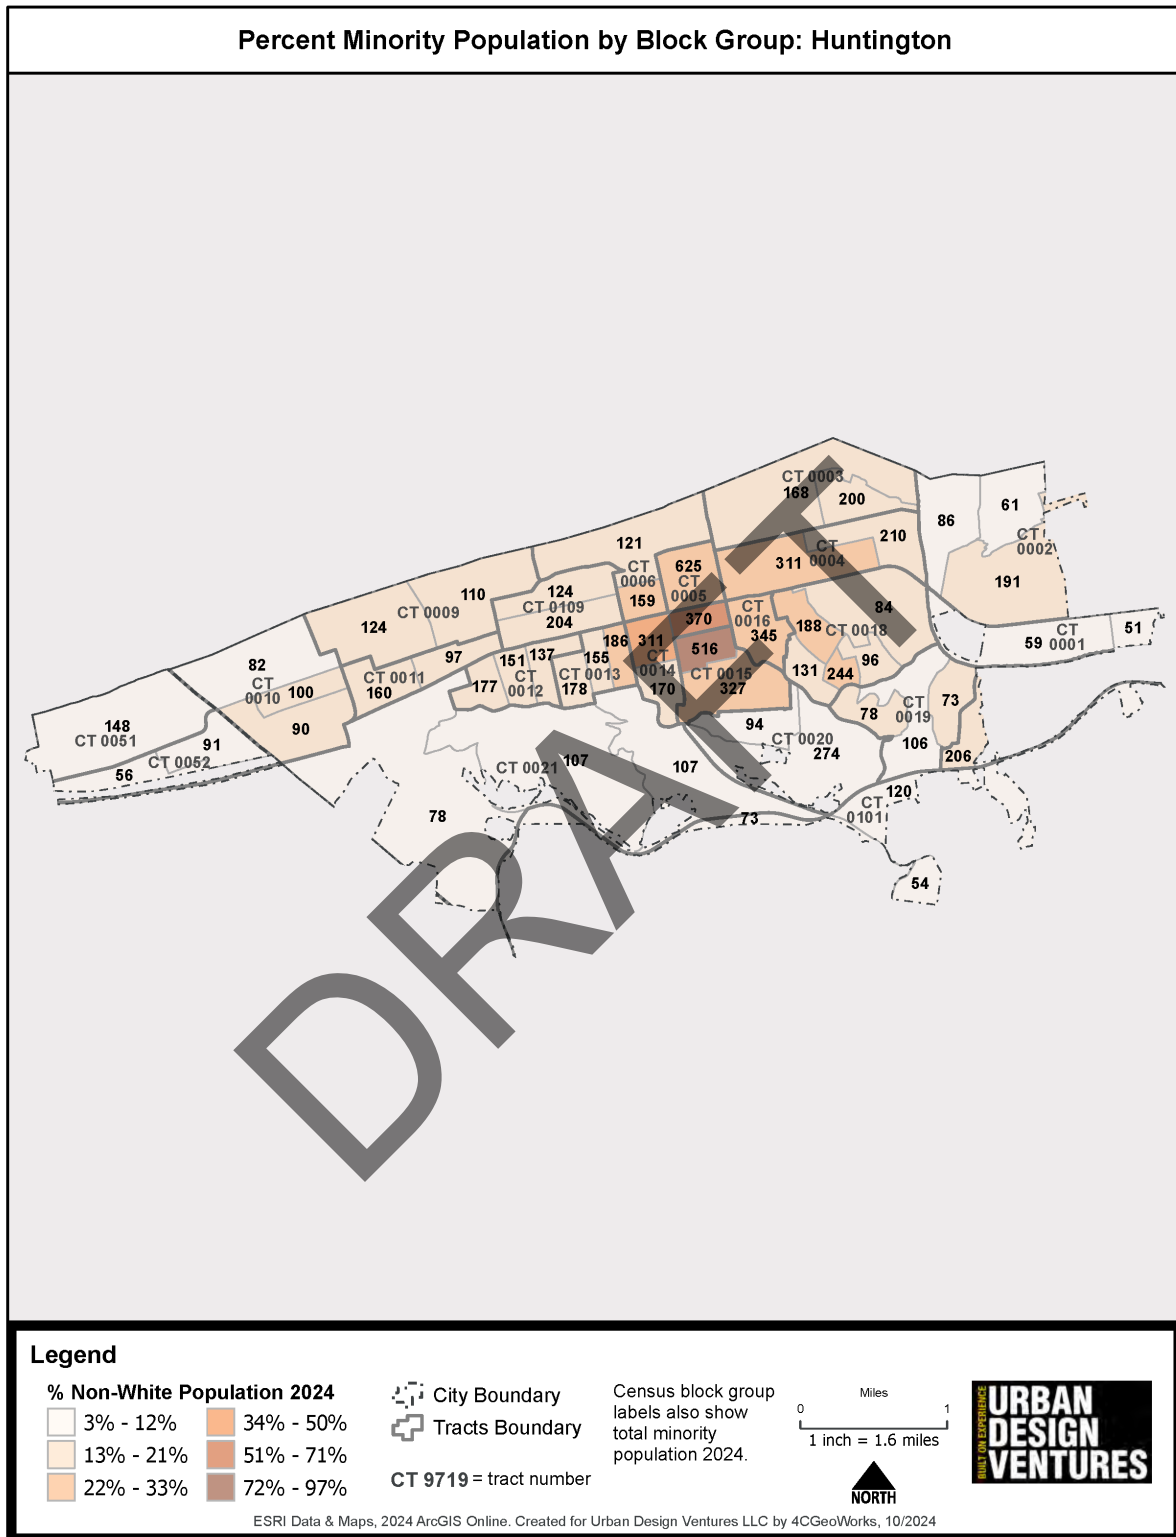 Percent Minority Population by Block Group: Huntington
CT 0003
168
200
61
86
CT
0002
210
121
CT
0004
311
CT
0006
625
CT
0005
191
110
124
CT 0109
159
84
CT 0009
204
370
CT
0016
188
CT 0018
124
345
51
CT
0001
59
186
311
516
82
97
151
137
155
CT
0014
131
96
CT 0011
CT
0012
CT 0013
CT 0015
244
CT
0010
100
160
177
178
170
327
73
CT
0019
78
148
90
94
CT 0051
91
CT 0020
106
274
206
CT 0052
107
107
CT 0021
56
120
78
73
CT
0101
54
DRAFT
Legend
% Non-White Population 2024
3% - 12%
13% - 21%
22% - 33%
34% - 50%
51% - 71%
72% - 97%
City Boundary
Tracts Boundary
CT 9719 = tract number
Census block group
labels also show
total minority
population 2024.
Miles
0 1
1 inch = 1.6 miles
NORTH
BUILT ON EXPERIENCE
URBAN
DESIGN
VENTURES
ESRI Data & Maps, 2024 ArcGIS Online. Created for Urban Design Ventures LLC by 4CGeoWorks, 10/2024